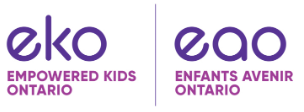 eko
EMPOWERED KIDS
ONTARIO
eao
ENFANTS AVENIR
ONTARIO